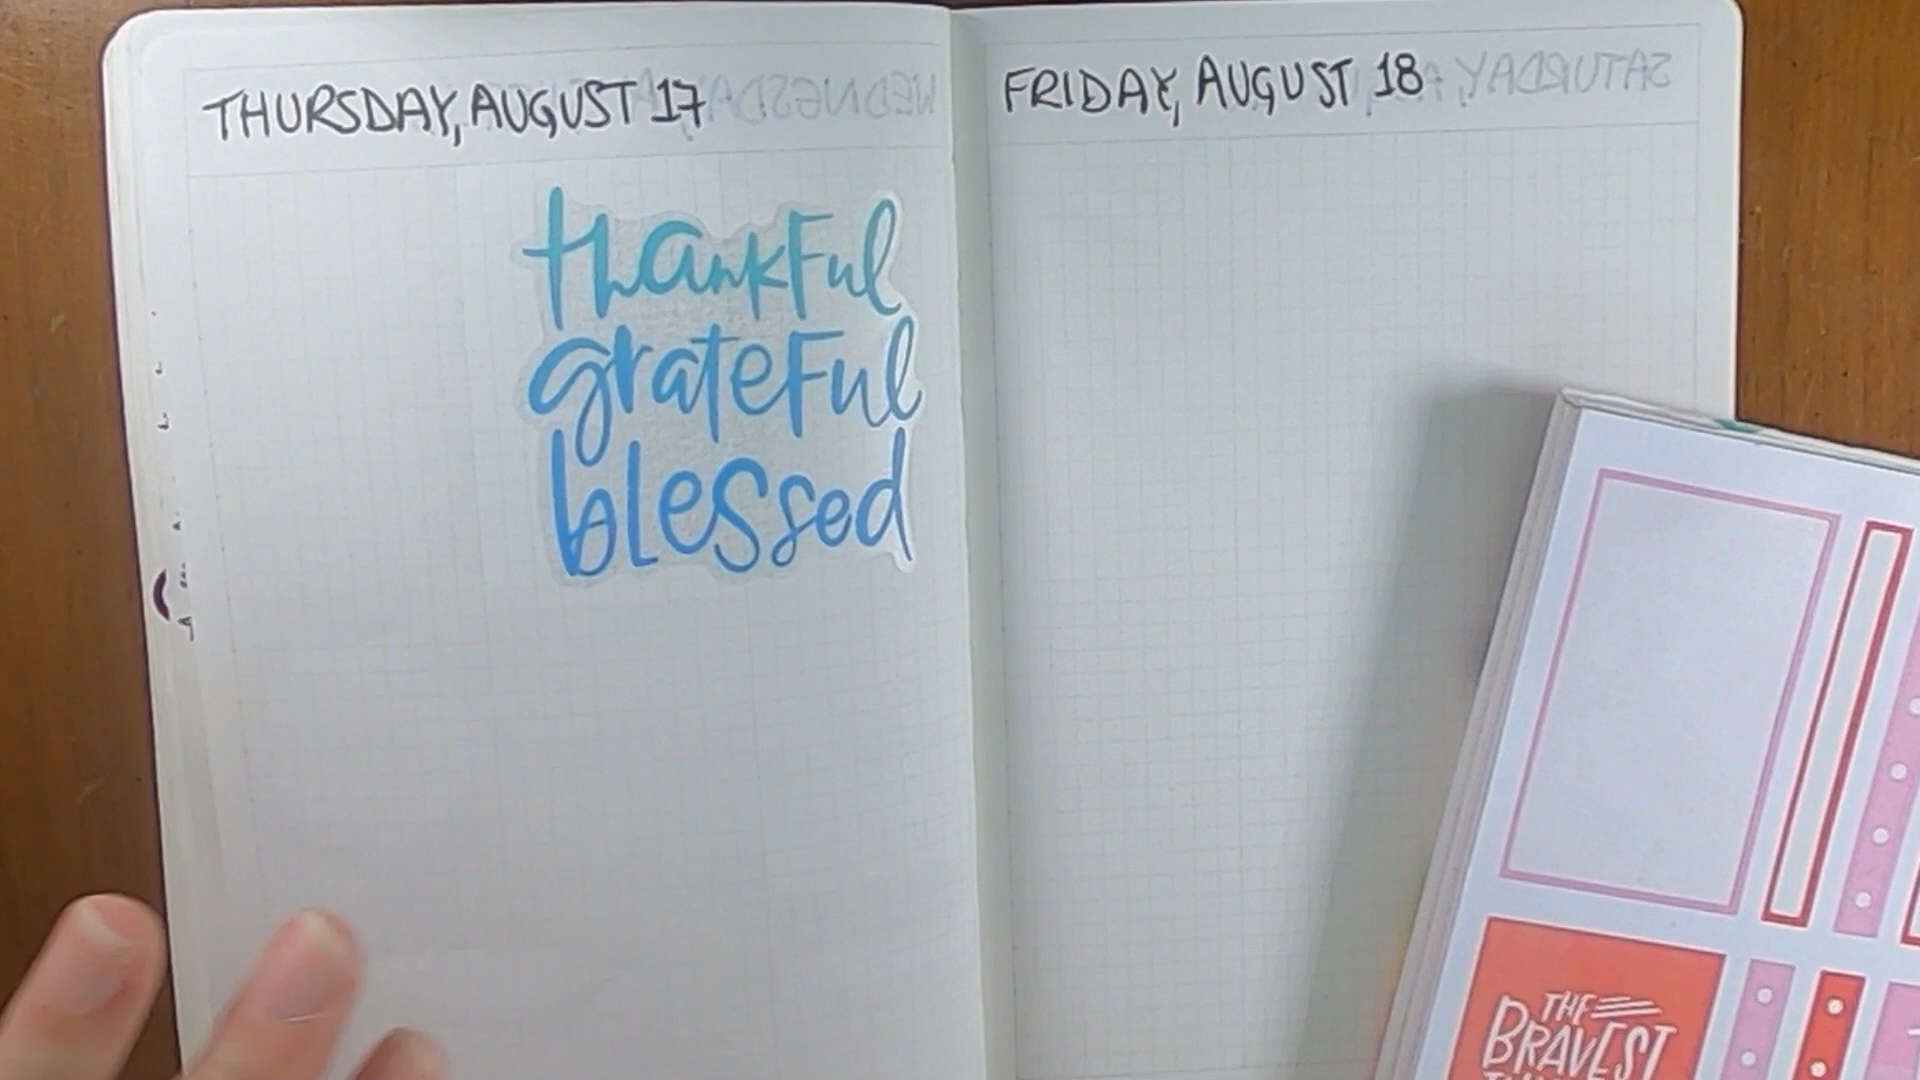 THURSDAY, AUGUST 17
thankful
grateful
blessed
FRIDAY, AUGUST 18
THE
BRAVEST